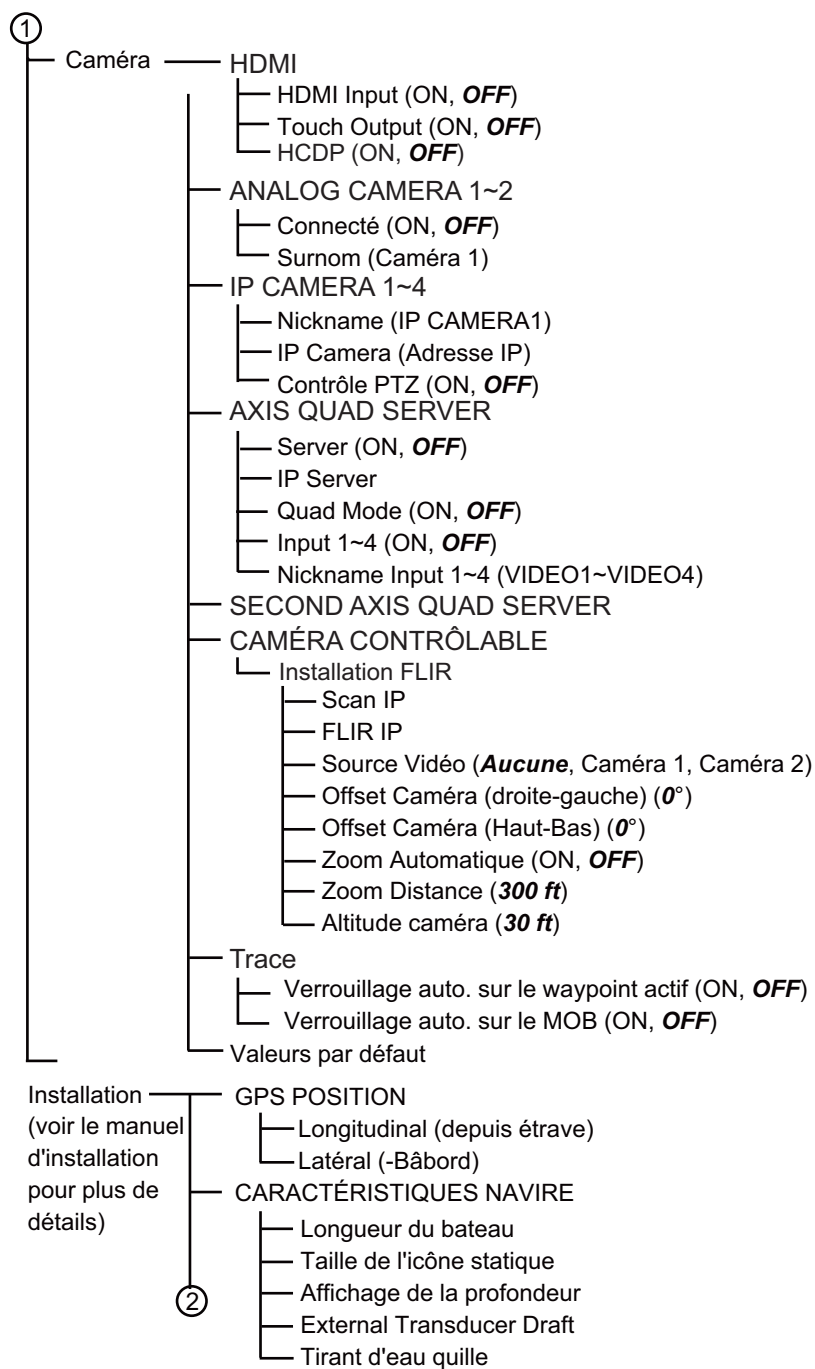 1
Caméra
HDMI
HDMI Input (ON, OFF)
Touch Output (ON, OFF)
HCDP (ON, OFF)
ANALOG CAMERA 1~2
Connecté (ON, OFF)
Surnom (Caméra 1)
IP CAMERA 1~4
Nickname (IP CAMERA1)
IP Camera (Adresse IP)
Contrôle PTZ (ON, OFF)
AXIS QUAD SERVER
Server (ON, OFF)
IP Server
Quad Mode (ON, OFF)
Input 1~4 (ON, OFF)
Nickname Input 1~4 (VIDEO1~VIDEO4)
SECOND AXIS QUAD SERVER
CAMÉRA CONTRÔLABLE
Installation FLIR
Scan IP
FLIR IP
Source Vidéo (Aucune, Caméra 1, Caméra 2)
Offset Caméra (droite-gauche) (0°)
Offset Caméra (Haut-Bas) (0°)
Zoom Automatique (ON, OFF)
Zoom Distance (300 ft)
Altitude caméra (30 ft)
Trace
Verrouillage auto. sur le waypoint actif (ON, OFF)
Verrouillage auto. sur le MOB (ON, OFF)
Valeurs par défaut
Installation
(voir le manuel
d'installation
pour plus de
détails)
GPS POSITION
Longitudinal (depuis étrave)
Latéral (-Bâbord)
CARACTÉRISTIQUES NAVIRE
Longueur du bateau
Taille de l'icône statique
Affichage de la profondeur
External Transducer Draft
Tirant d'eau quille
2